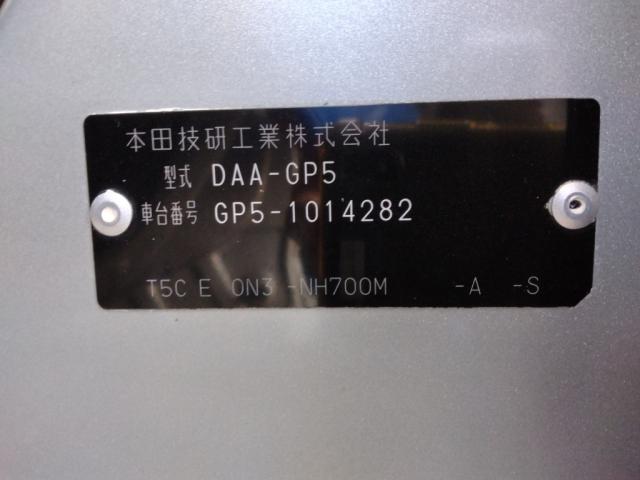 本田技研工業株式会社
型式 DAA-GP5
車台番号 GP5-1014282
T5C E 0N3 -NH700M -A -S